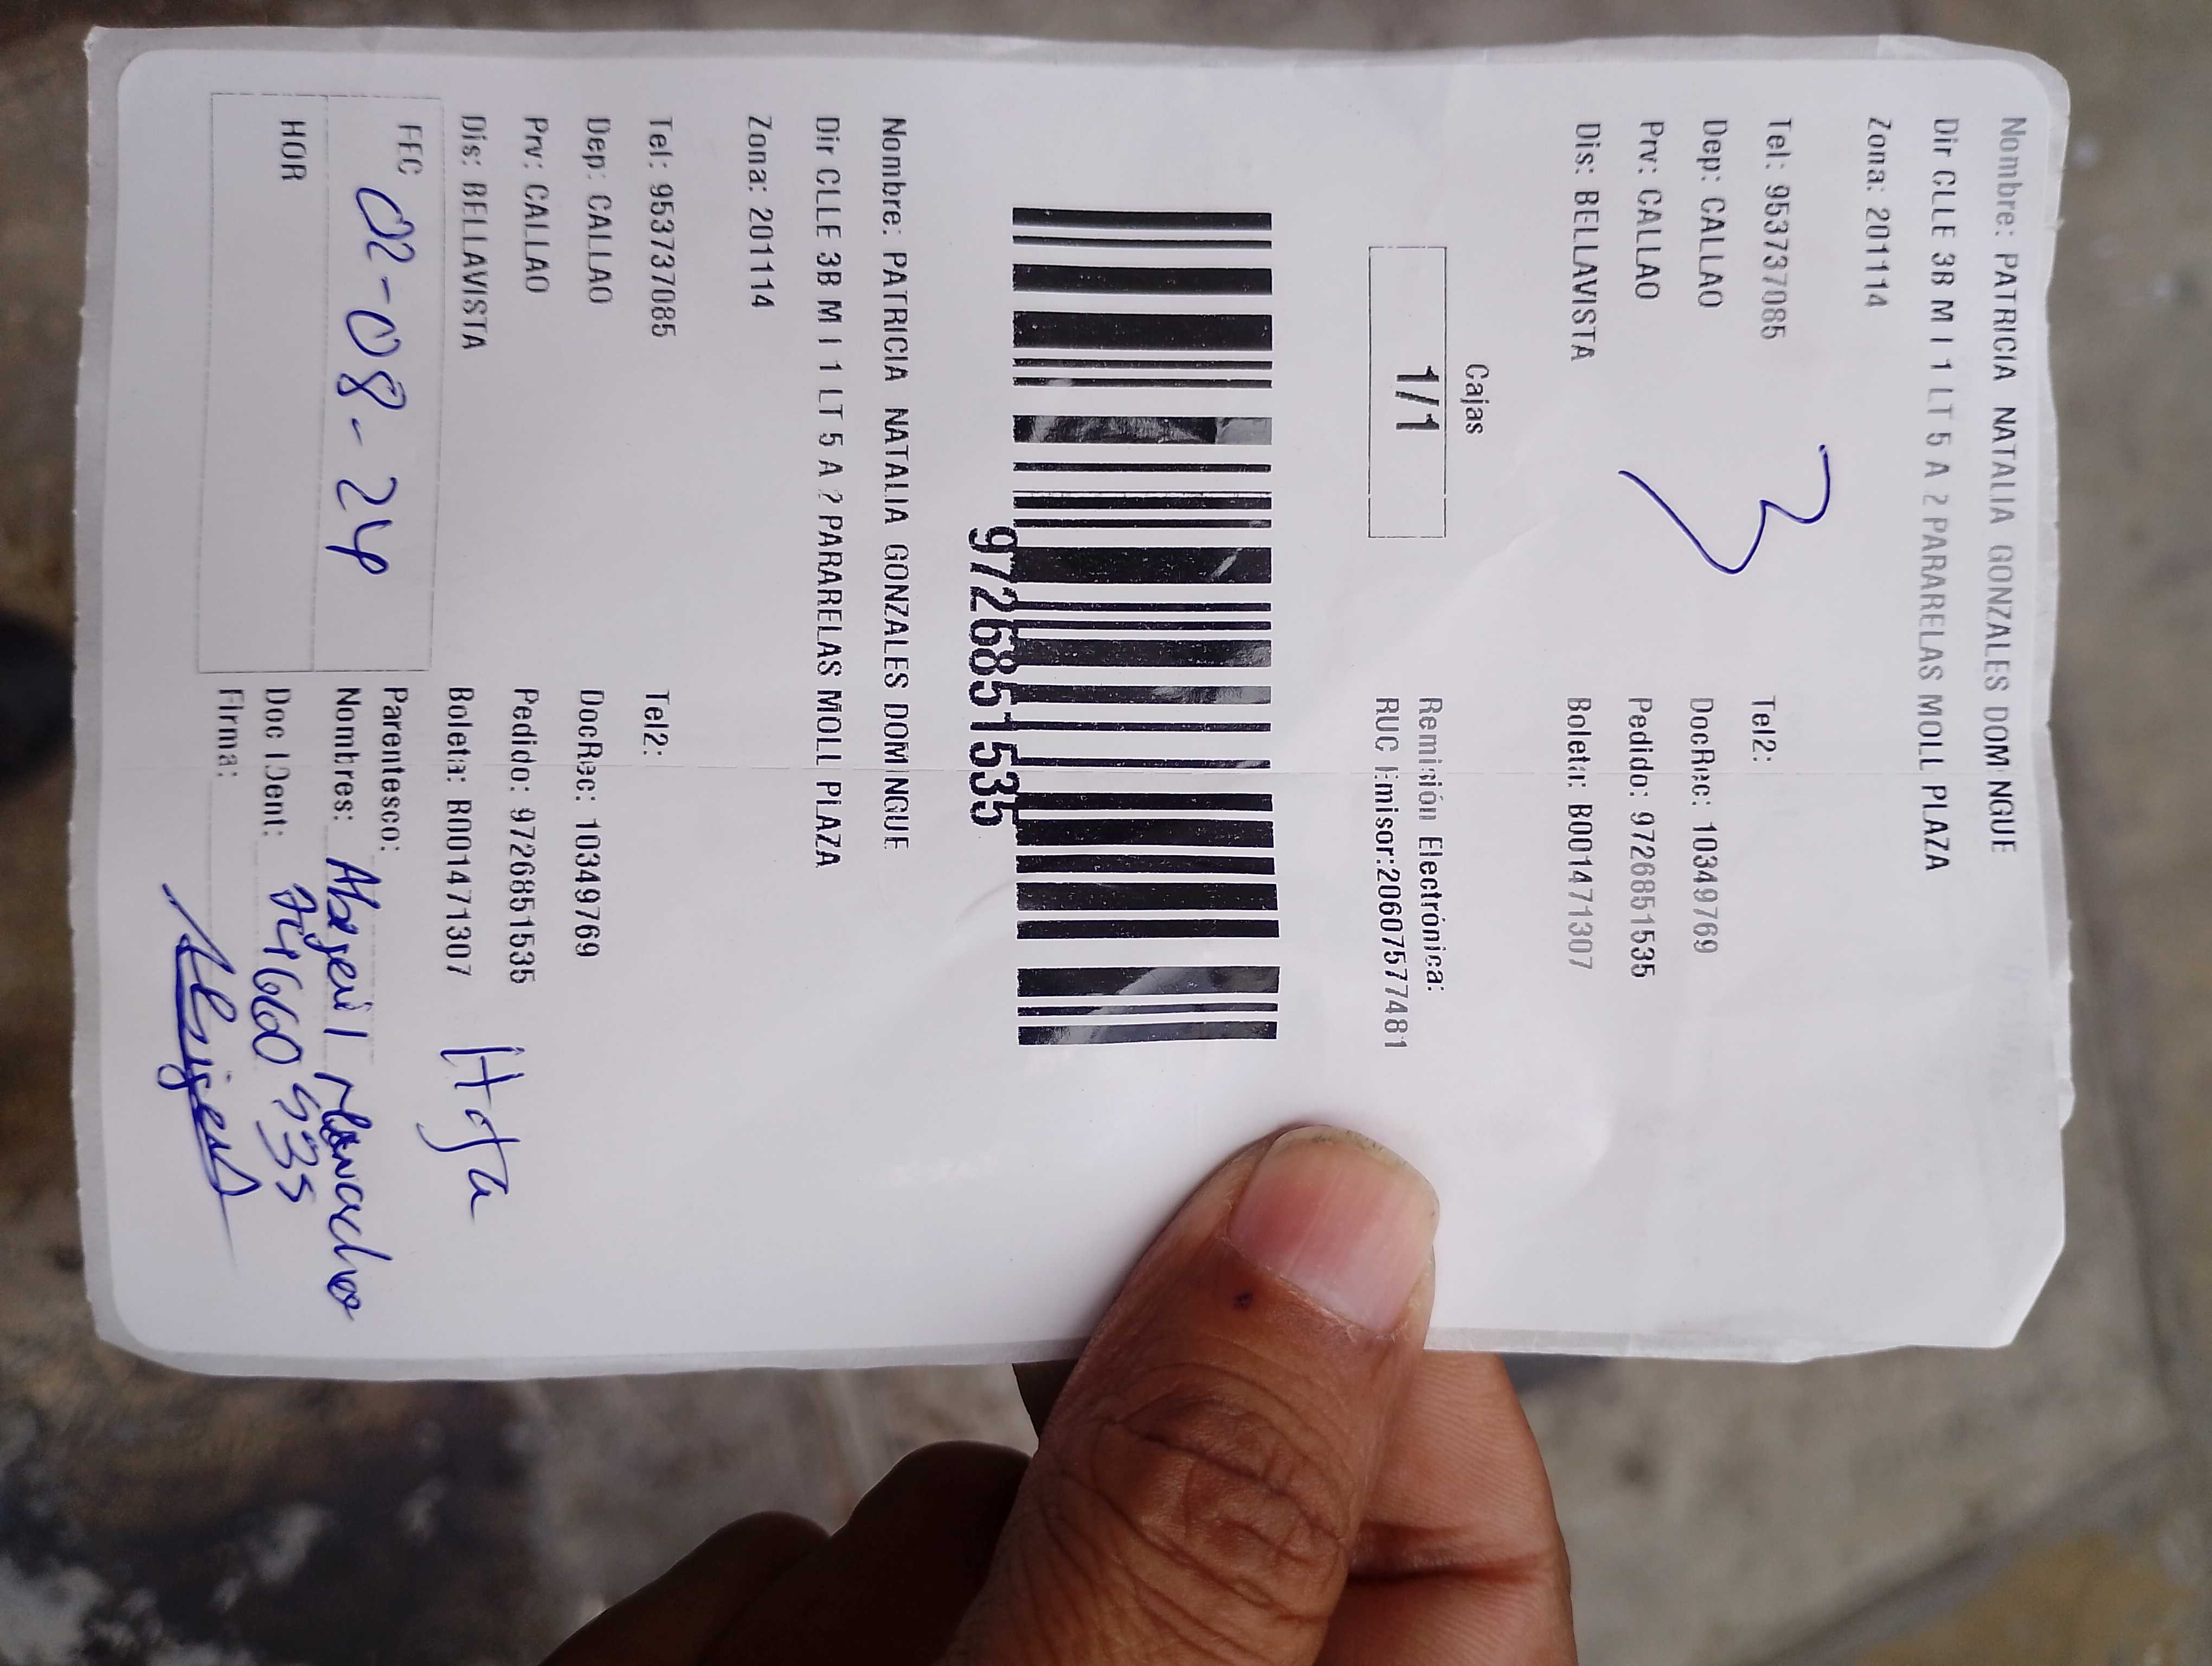 Nombre: PATRICIA NATALIA GONZALES DOMINGUE
Dir CLLE 3B M I 1 LT 5 A 2 PARARELAS MOLL PLAZA
Zona: 201114
Tel: 953737085 Tel2:
Dep: CALLAO DocRec: 10349769
Prv: CALLAO Pedido: 9726851535
Dis: BELLAVISTA Boleta: B001471307
3
Cajas
1/1
Remisión Electrónica:
RUC Emisor:20607577481
9726851535
Nombre: PATRICIA NATALIA GONZALES DOMINGUE
Dir CLLE 3B M I 1 LT 5 A 2 PARARELAS MOLL PLAZA
Zona: 201114
Tel: 953737085 Tel2:
Dep: CALLAO DocRec: 10349769
Prv: CALLAO Pedido: 9726851535
Dis: BELLAVISTA Boleta: B001471307
FEC 02-08-24
HOR
Parentesco: Hija
Nombres: Abigail
Doc IDent:
Firma: